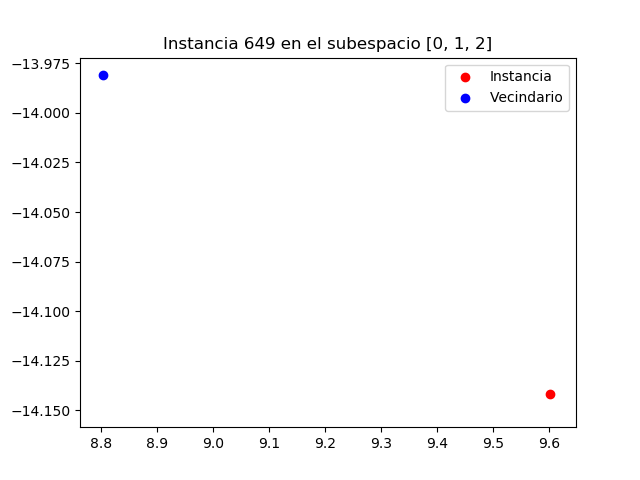 Instancia 649 en el subespacio [0, 1, 2]
−13.975
−14.000
−14.025
−14.050
−14.075
−14.100
−14.125
−14.150
Instancia
Vecindario
8.8 8.9 9.0 9.1 9.2 9.3 9.4 9.5 9.6